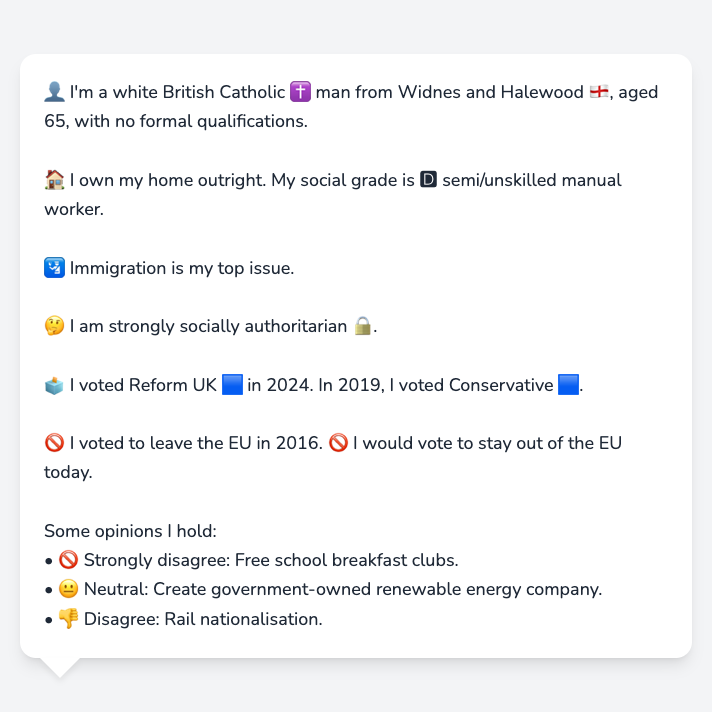 👤 I'm a white British Catholic ✝️ man from Widnes and Halewood 🏴󠁧󠁢󠁥󠁮󠁧󠁿, aged
65, with no formal qualifications.
🏠 I own my home outright. My social grade is 🅳 semi/unskilled manual
worker.
🛂 Immigration is my top issue.
🤔 I am strongly socially authoritarian 🔒.
🗳️ I voted Reform UK 🟦 in 2024. In 2019, I voted Conservative 🟦.
🚫 I voted to leave the EU in 2016. 🚫 I would vote to stay out of the EU
today.
Some opinions I hold:
• 🚫 Strongly disagree: Free school breakfast clubs.
• 😐 Neutral: Create government-owned renewable energy company.
• 👎 Disagree: Rail nationalisation.